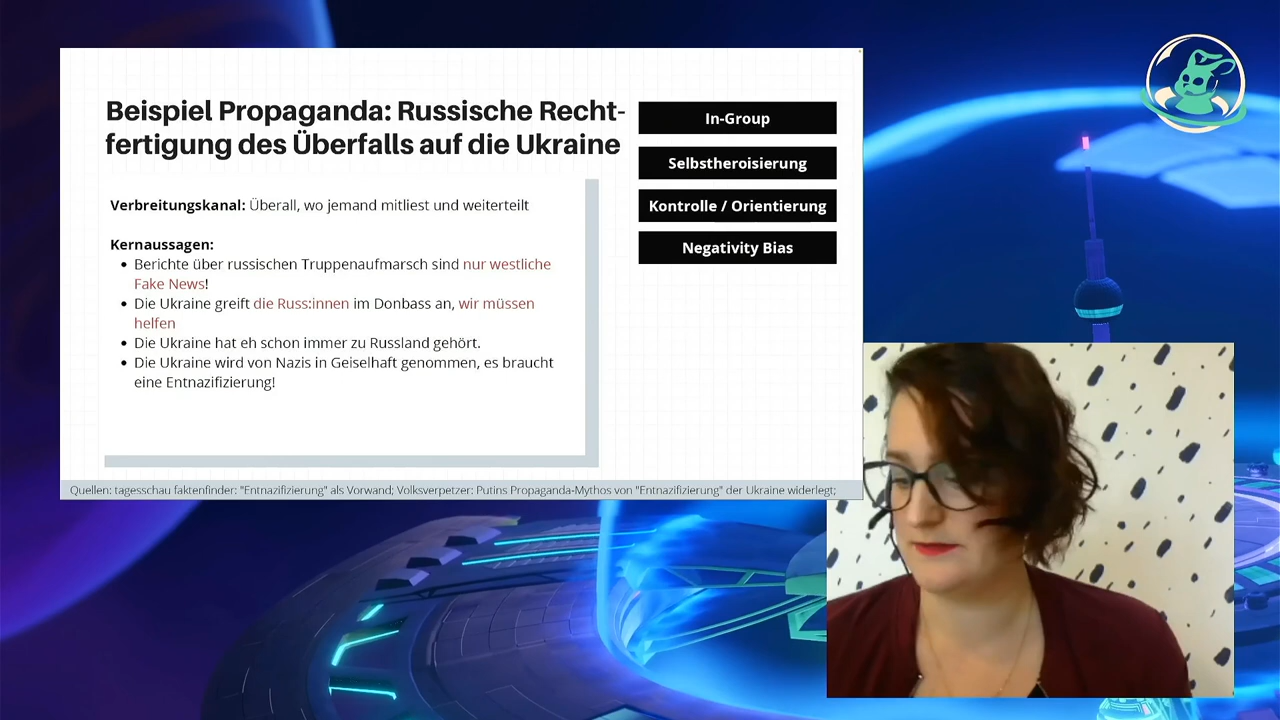 Beispiel Propaganda: Russische Recht-
fertigung des Überfalls auf die Ukraine
Verbreitungskanal: Überall, wo jemand mitliest und weiterteilt
Kernaussagen:
• Berichte über russischen Truppenaufmarsch sind nur westliche
Fake News!
• Die Ukraine greift die Russ:innen im Donbass an, wir müssen
helfen
• Die Ukraine hat eh schon immer zu Russland gehört.
• Die Ukraine wird von Nazis in Geiselhaft genommen, es braucht
eine Entnazifizierung!
In-Group
Selbstheroisierung
Kontrolle / Orientierung
Negativity Bias
Quellen: tagesschau faktenfinder: "Entnazifizierung" als Vorwand; Volksverpetzer: Putins Propaganda-Mythos von "Entnazifizierung" der Ukraine widerlegt;